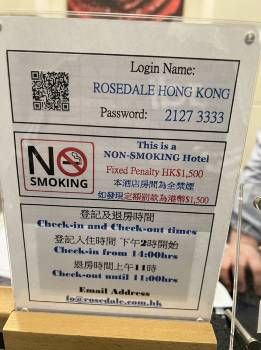 Login Name:
ROSEDALE HONG KONG
Password: 2127 3333
NO
SMOKING
This is a
NON-SMOKING Hotel
Fixed Penalty HK$1,500
本酒店房間為全禁煙
如發現定額罰款為港幣$1,500
登記及退房時間
Check-in and Check-out times
登記入住時間 下午2時開始
Check-in from 14:00hrs
退房時間上午11時
Check-out until 11:00hrs
Email Address
fo@rosedale.com.hk